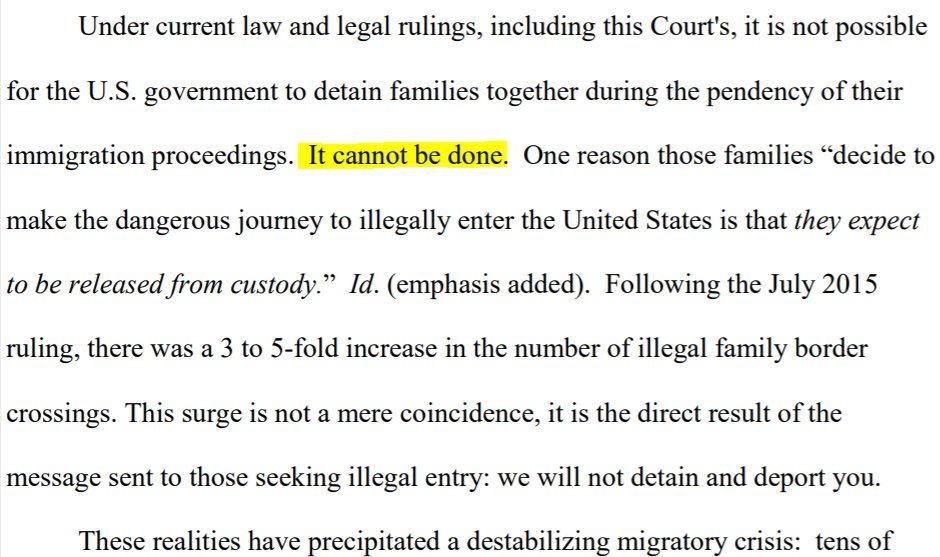 Under current law and legal rulings, including this Court's, it is not possible
for the U.S. government to detain families together during the pendency of their
immigration proceedings.  It cannot be done.  One reason those families “decide to
make the dangerous journey to illegally enter the United States is that they expect
to be released from custody.”  Id. (emphasis added).  Following the July 2015
ruling, there was a 3 to 5-fold increase in the number of illegal family border
crossings. This surge is not a mere coincidence, it is the direct result of the
message sent to those seeking illegal entry: we will not detain and deport you.
These realities have precipitated a destabilizing migratory crisis:  tens of